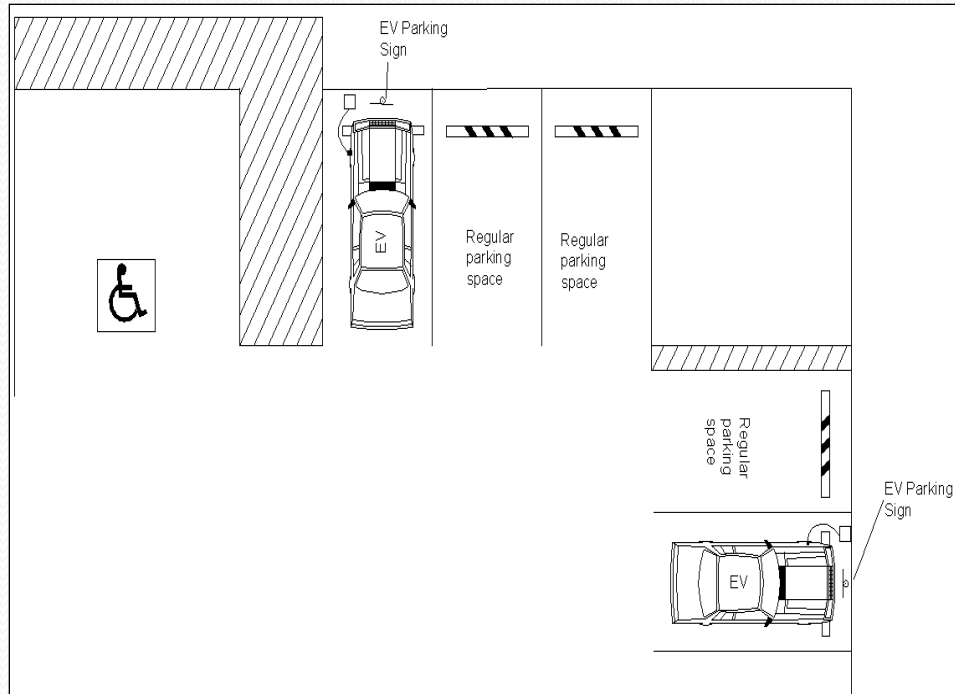 EV Parking
Sign
EV
Regular
parking
space
Regular
parking
space
Regular
parking
space
EV Parking
Sign
EV